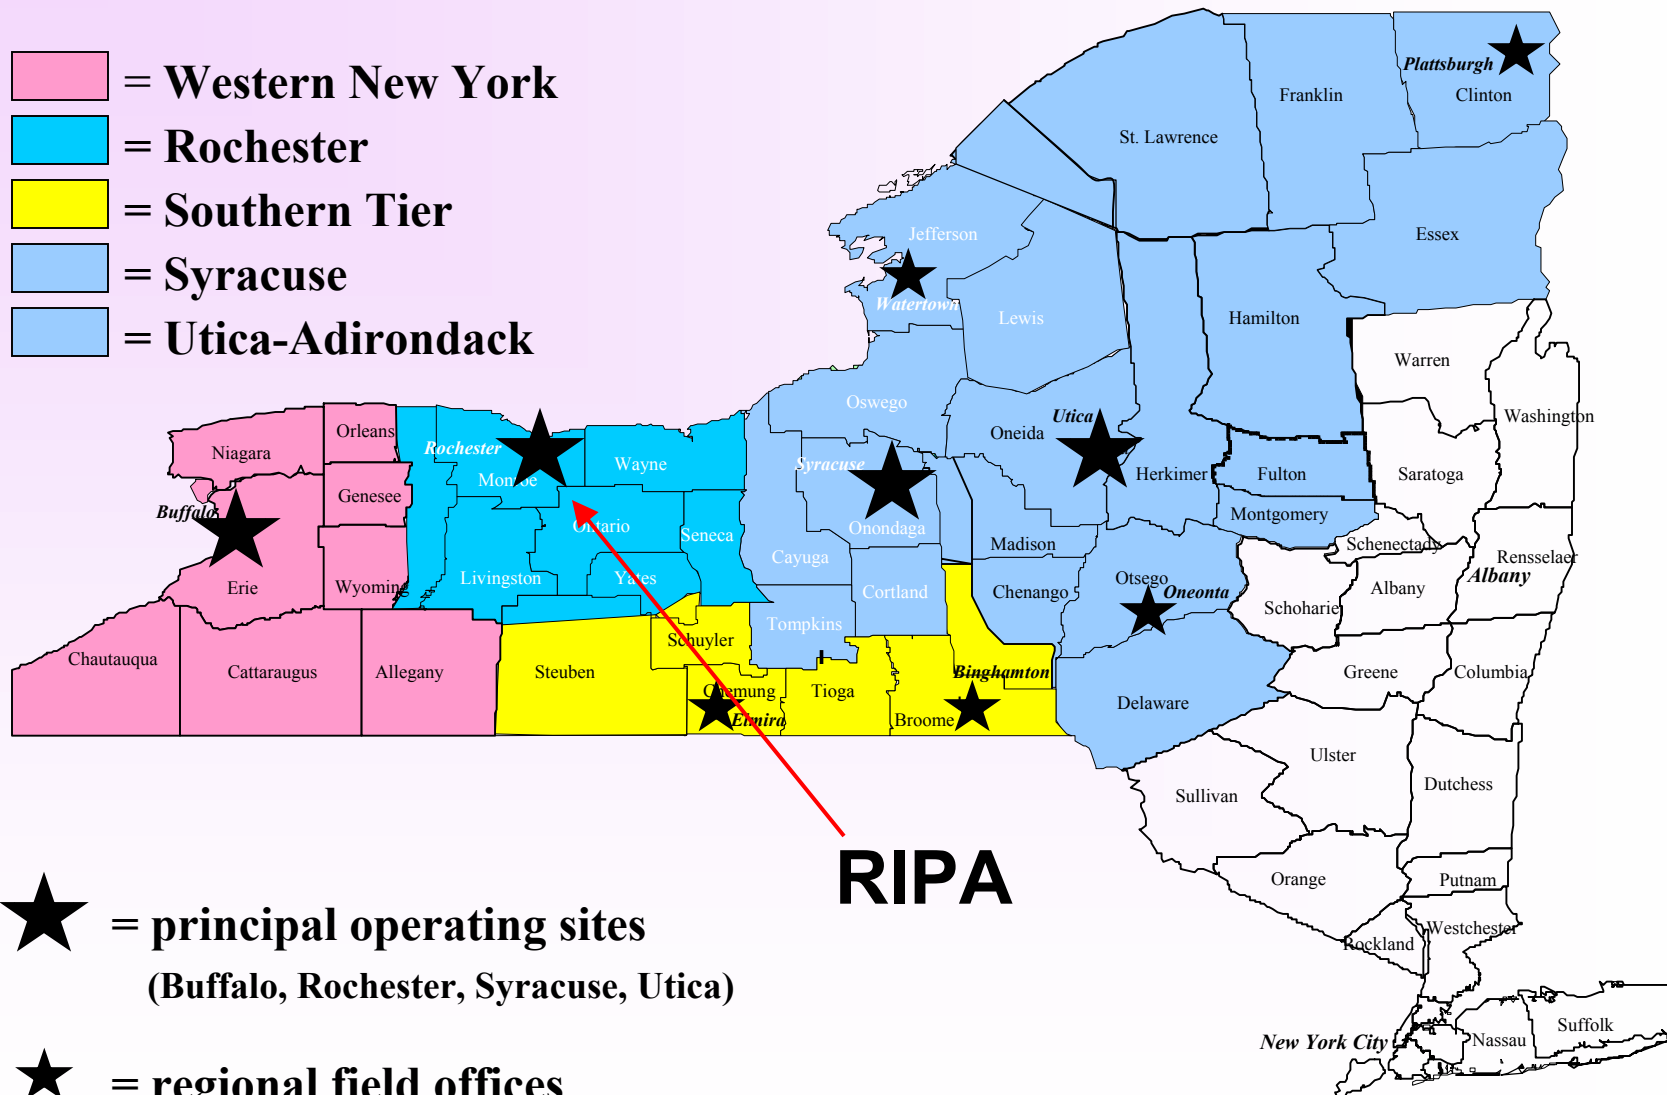 = Western New York
= Rochester
= Southern Tier
= Syracuse
= Utica-Adirondack
Plattsburgh
Clinton
Franklin
St. Lawrence
Essex
Jefferson
Watertown
Lewis
Hamilton
Warren
Washington
Oswego
Oneida
Utica
Herkimer
Fulton
Saratoga
Montgomery
Niagara
Orleans
Rochester
Monroe
Wayne
Syracuse
Onondaga
Genesee
Buffalo
Ontario
Seneca
Cayuga
Madison
Schenectady
Rensselaer
Erie
Wyoming
Livingston
Yates
Cortland
Chenango
Otsego
Oneonta
Schoharie
Albany
Albany
Tompkins
Chautauqua
Cattaraugus
Allegany
Steuben
Schuyler
Chemung
Elmira
Tioga
Broome
Binghamton
Delaware
Greene
Columbia
Ulster
Sullivan
Dutchess
RIPA
Orange
Putnam
Rockland
Westchester
= principal operating sites
(Buffalo, Rochester, Syracuse, Utica)
New York City
Nassau
Suffolk
= regional field offices